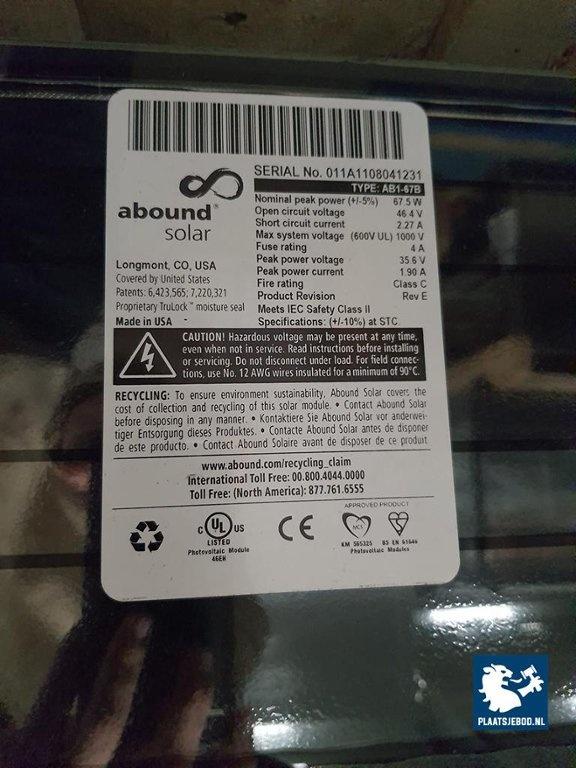 SERIAL No. 011A1108041231
TYPE: AB1-67B
abound®
solar
Nominal peak power (+/-5%) 67.5 W
Open circuit voltage 46.4 V
Short circuit current 2.27 A
Max system voltage (600V UL) 1000 V
Fuse rating 4 A
Peak power voltage 35.6 V
Peak power current 1.90 A
Fire rating Class C
Product Revision Rev E
Meets IEC Safety Class II
Specifications: (+/-10%) at STC
Longmont, CO, USA
Covered by United States
Patents: 6,423,565; 7,220,321
Proprietary TruLock™ moisture seal
Made in USA
CAUTION! Hazardous voltage may be present at any time,
even when not in service. Read instructions before installing
or servicing. Do not disconnect under load. For field connec-
tions, use No. 12 AWG wires insulated for a minimum of 90°C.
RECYCLING: To ensure environment sustainability, Abound Solar covers the
cost of collection and recycling of this solar module. • Contact Abound Solar
before disposing in any manner. • Kontaktiere Sie Abound Solar vor anderwei-
tiger Entsorgung dieses Produktes. • Contacte Abound Solar antes de disponer
de este producto. • Contact Abound Solaire avant de disposer de ce produit
www.abound.com/recycling_claim
International Toll Free: 00.800.4044.0000
Toll Free: (North America): 877.761.6555
C UL US
LISTED
Photovoltaic Module
46EH
CE
APPROVED PRODUCT
MCS
KM 565325 BS EN 61646
Photovoltaic Modules
PLAATSJEBOD.NL